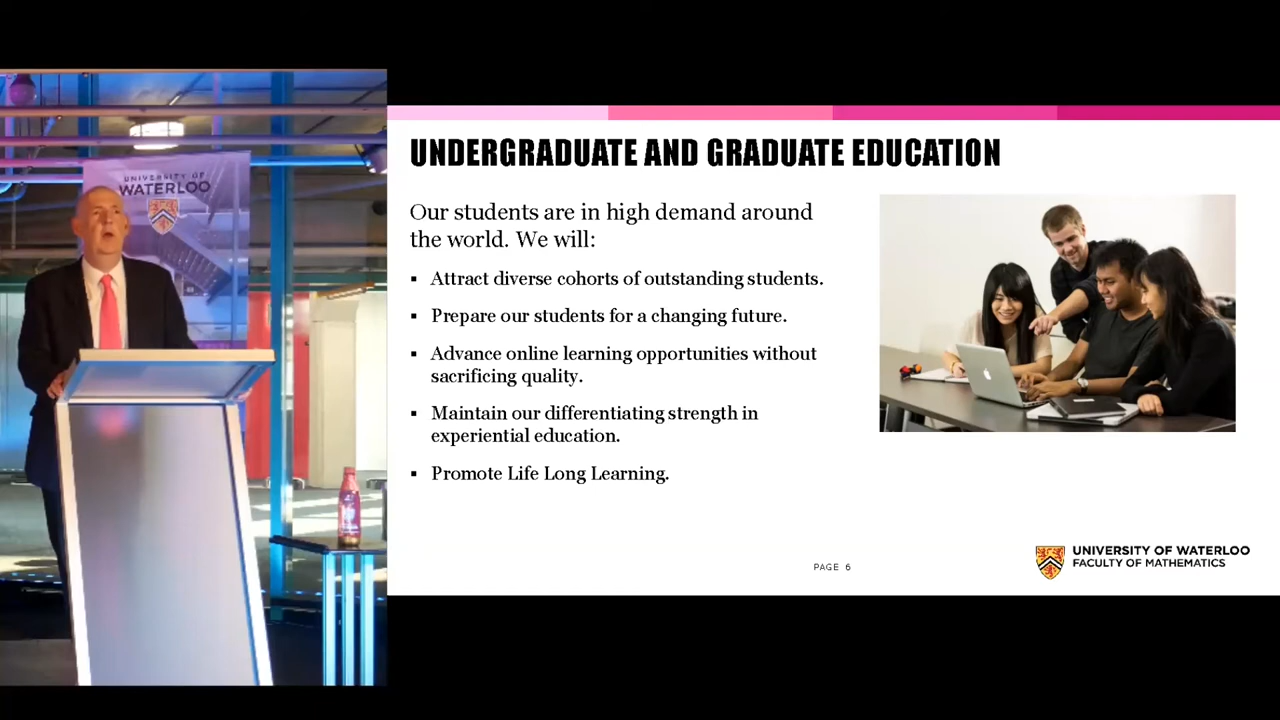 UNIVERSITY OF
WATERLOO
UNDERGRADUATE AND GRADUATE EDUCATION
Our students are in high demand around
the world. We will:
▪ Attract diverse cohorts of outstanding students.
▪ Prepare our students for a changing future.
▪ Advance online learning opportunities without
sacrificing quality.
▪ Maintain our differentiating strength in
experiential education.
▪ Promote Life Long Learning.
PAGE 6
UNIVERSITY OF WATERLOO
FACULTY OF MATHEMATICS